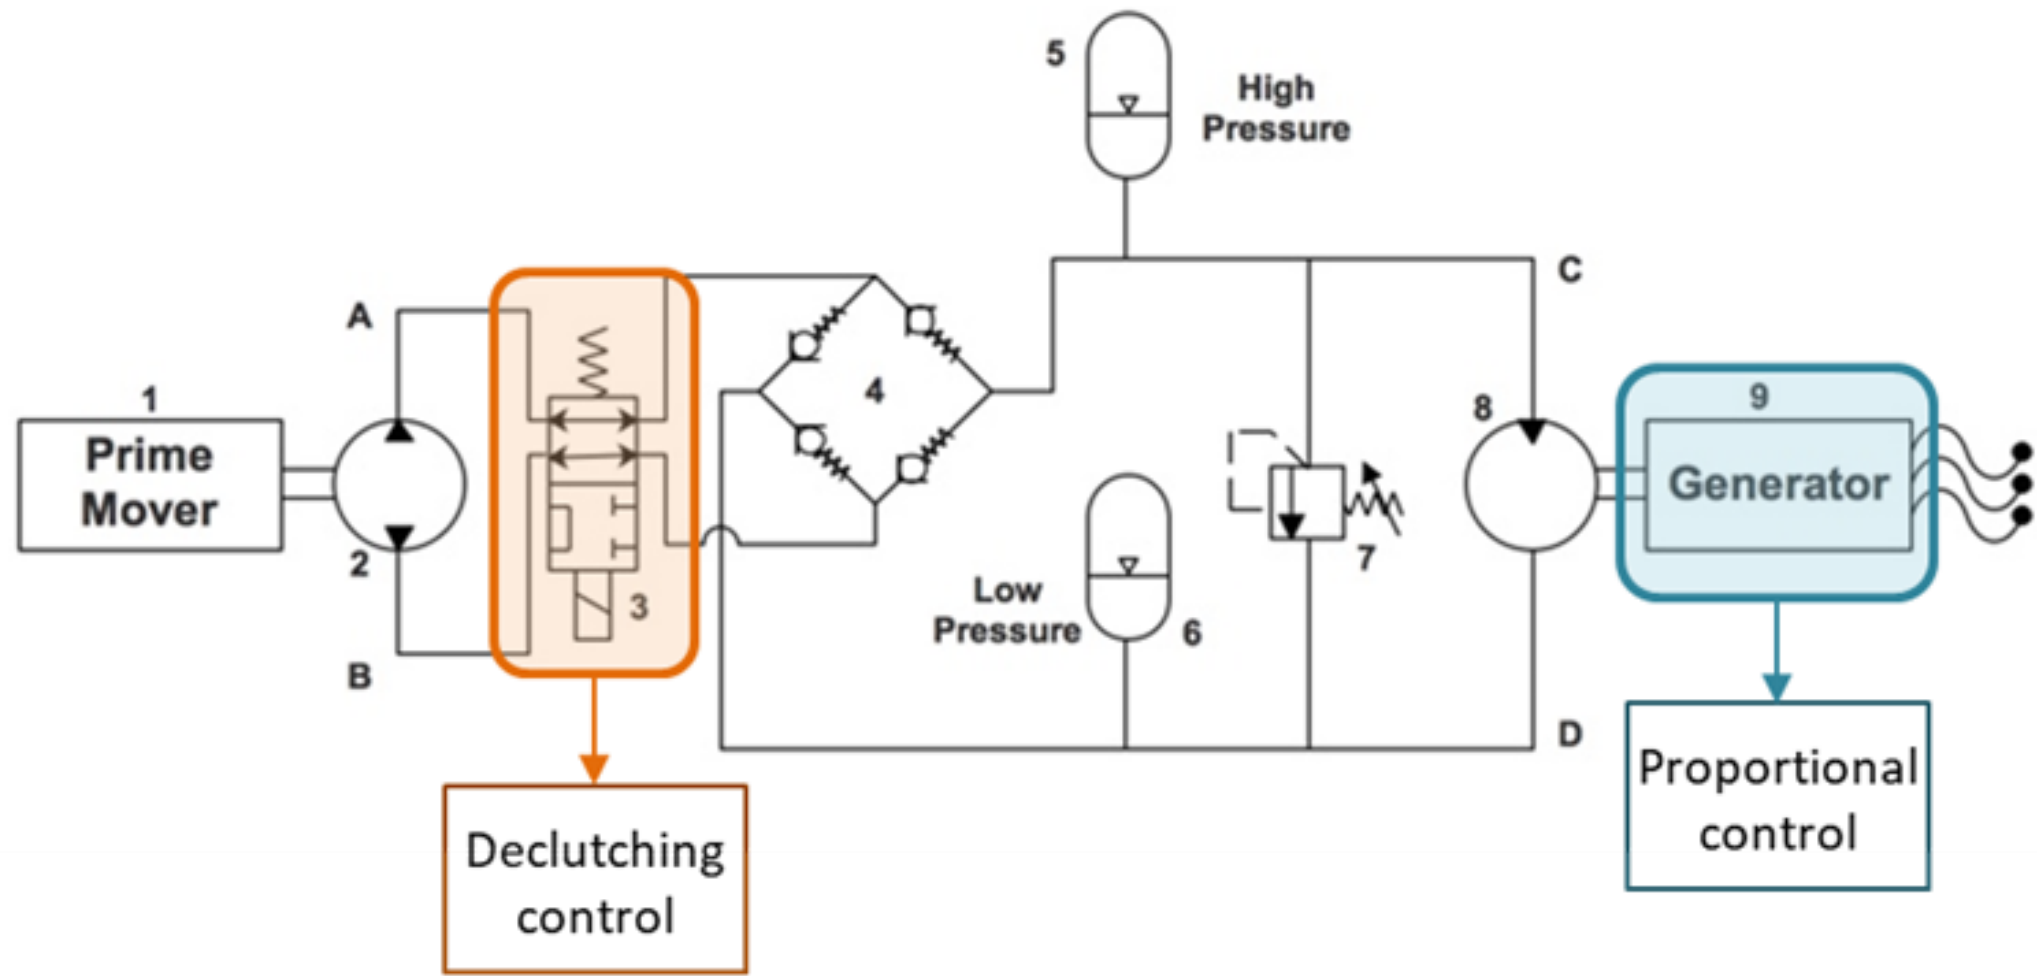 5
High
Pressure
A
C
1
Prime
Mover
4
8
9
Generator
2
3
7
Low
Pressure
6
B
D
Declutching
control
Proportional
control